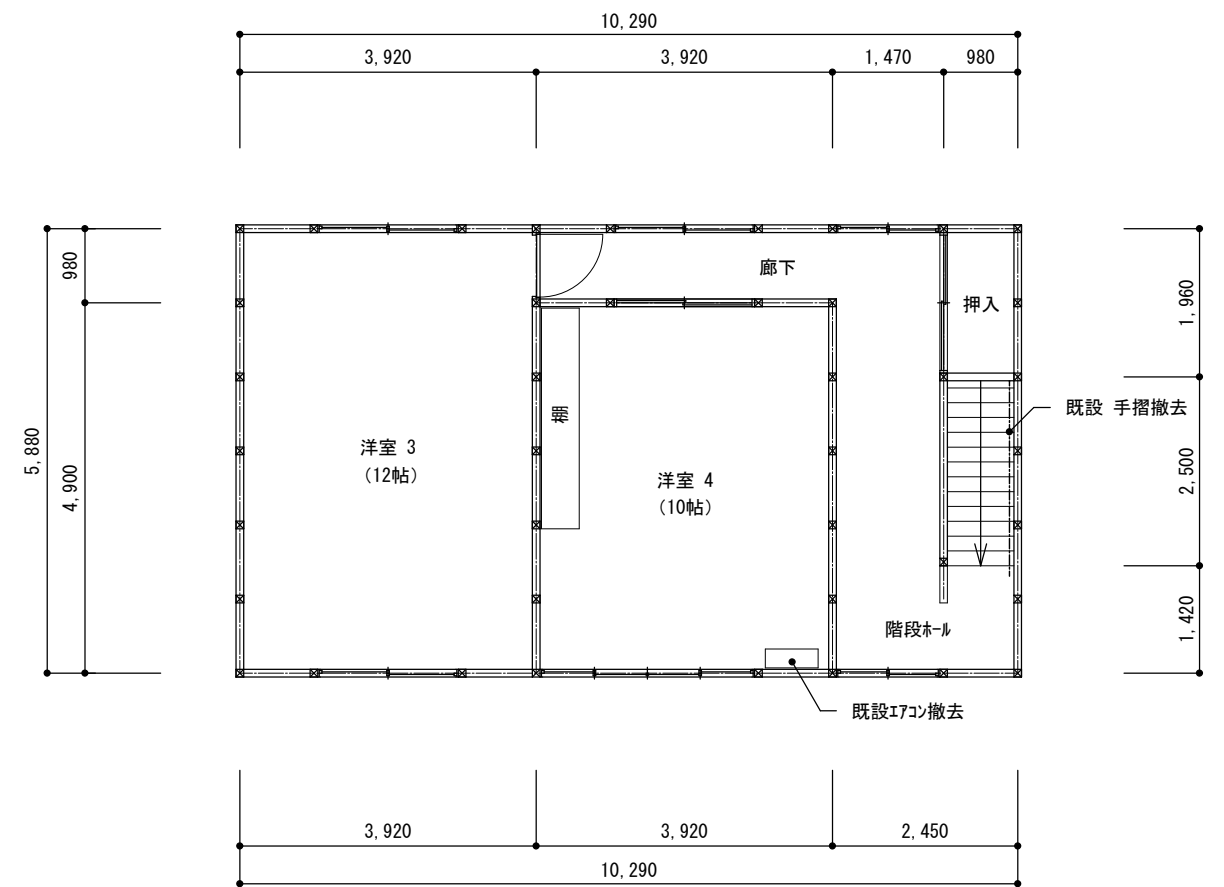 10,290
3,920
3,920
1,470
980
980
4,900
5,880
廊下
押入
1,960
既設 手摺撤去
棚
洋室 3
(12帖)
洋室 4
(10帖)
2,500
階段ホール
1,420
既設エアコン撤去
3,920
3,920
2,450
10,290